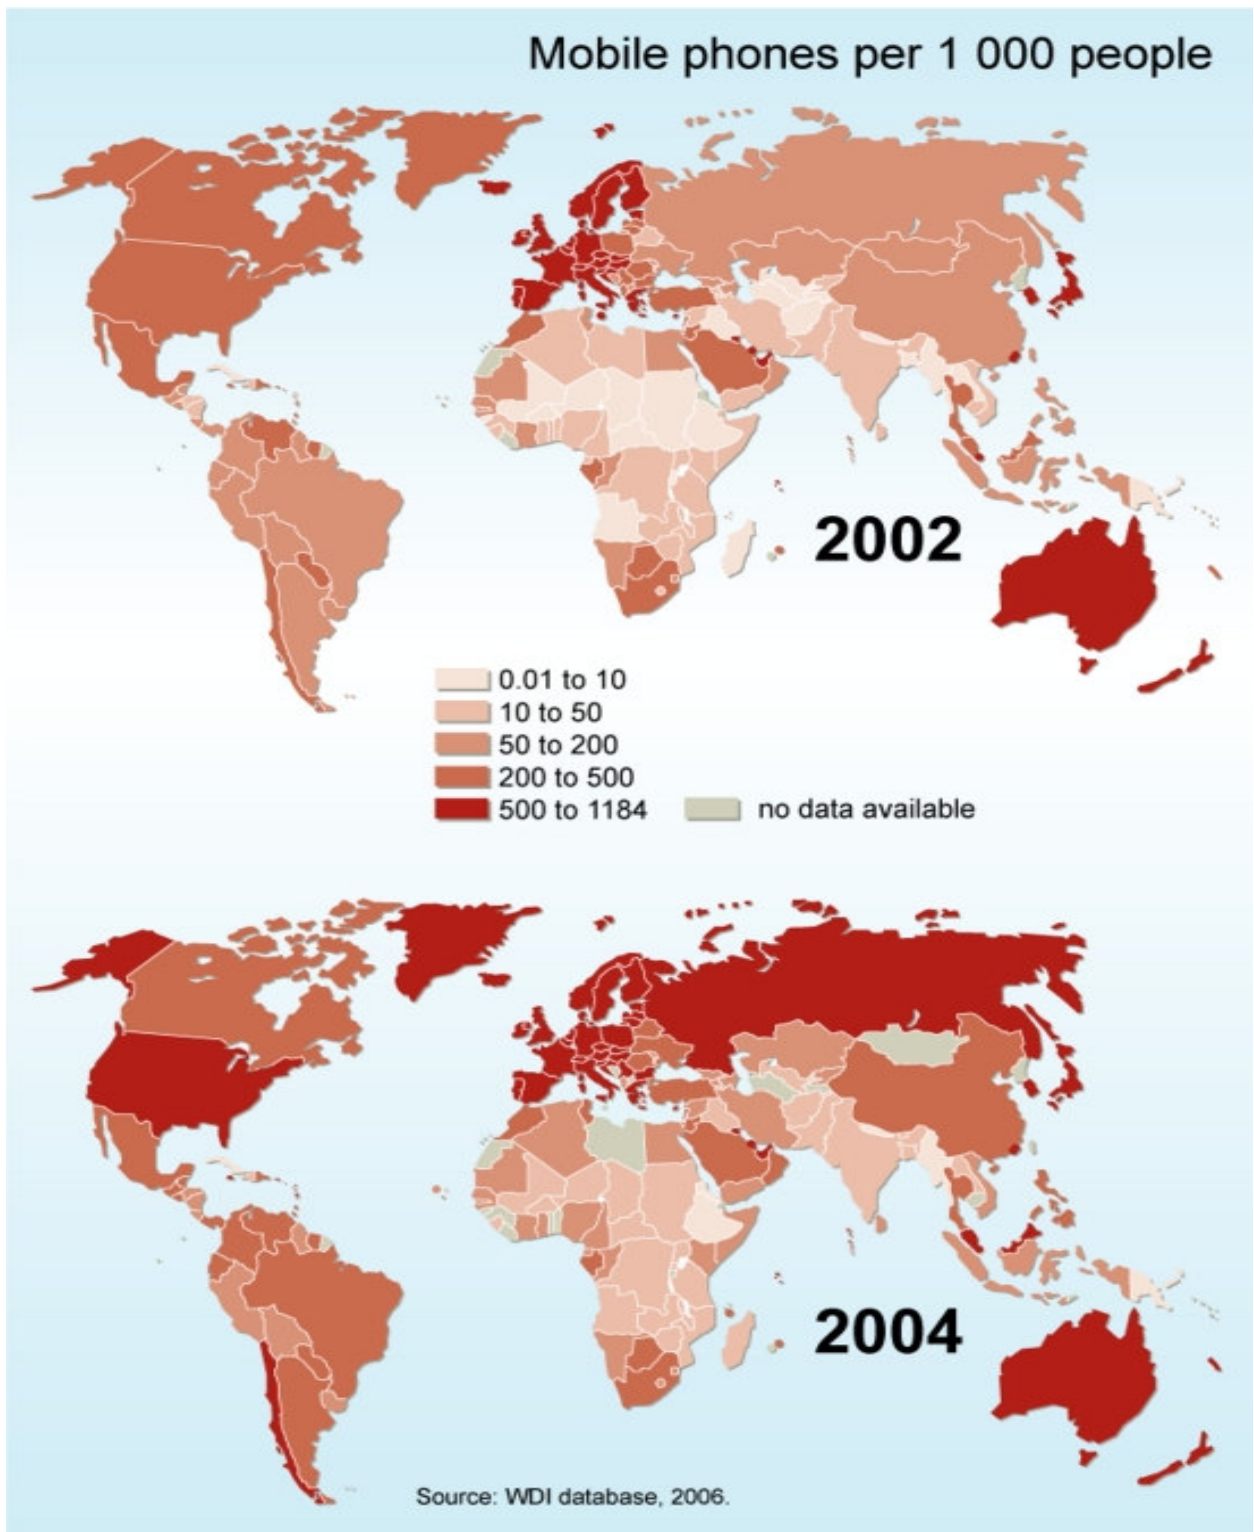 Mobile phones per 1 000 people
2002
0.01 to 10
10 to 50
50 to 200
200 to 500
500 to 1184
no data available
2004
Source: WDI database, 2006.